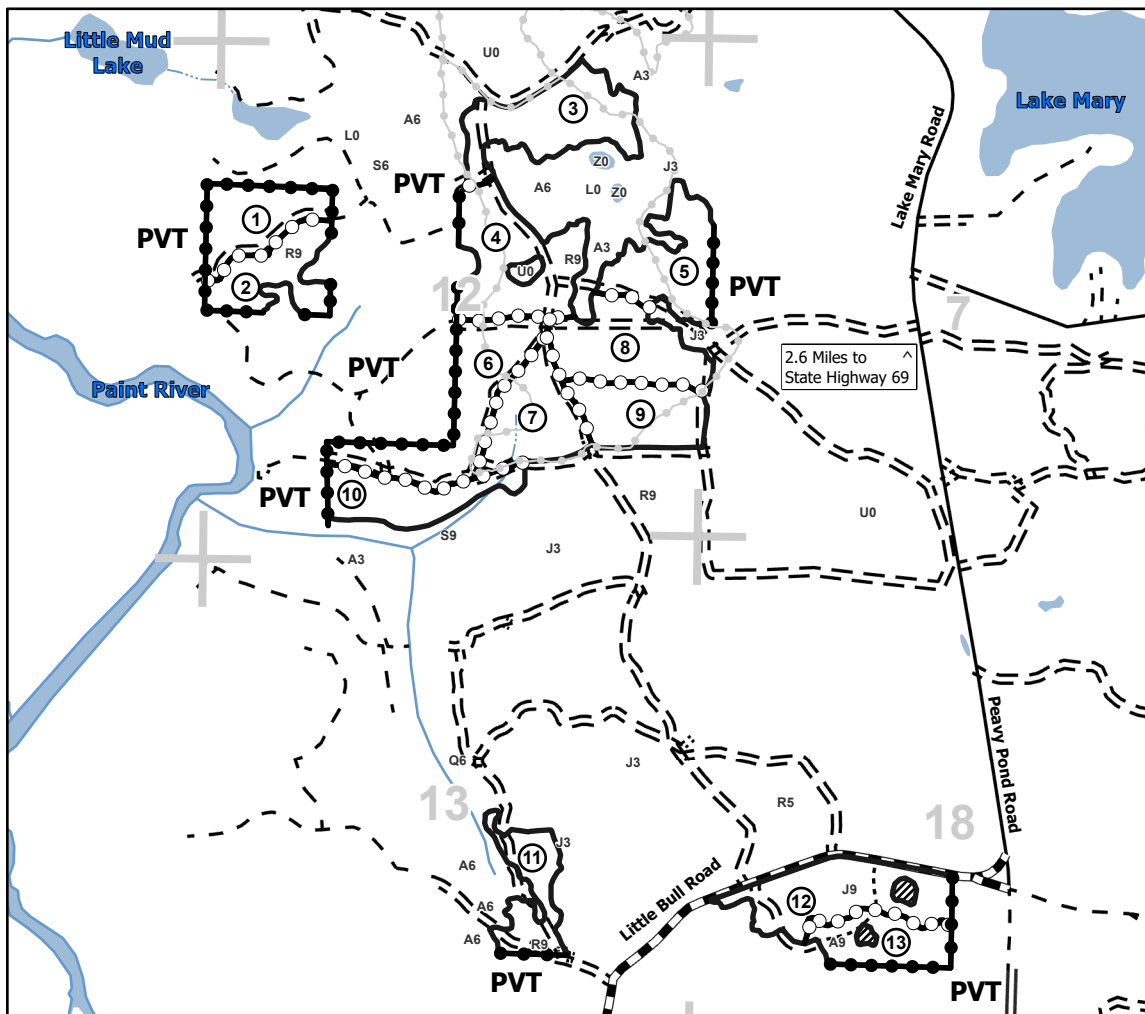 Little Mud
Lake
U0
A3
Lake Mary
3
A6
L0
S6
Z0
J3
PVT
A6
L0
Z0
Lake Mary Road
1
PVT
R9
4
R9
A3
U0
5
2
12
PVT
7
J3
8
2.6 Miles to ^
State Highway 69
PVT
6
Paint River
9
7
PVT
10
R9
U0
S9
J3
A3
Q6
J3
Peavy Pond Road
R5
13
18
J3
11
A6
J9
Little Bull Road
12
A6
A6
R9
A9
13
PVT
PVT